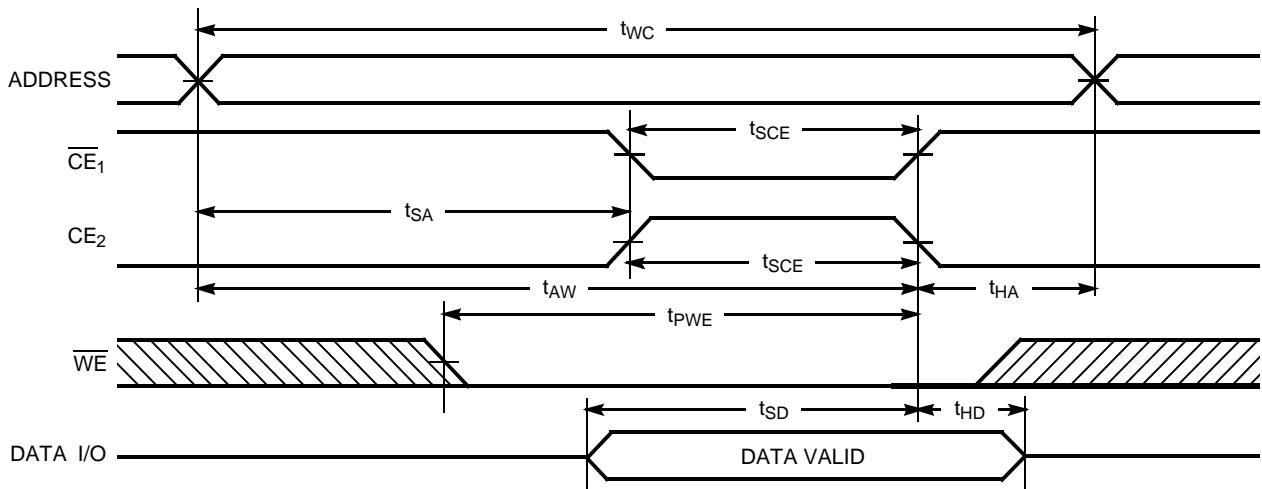 tWC
ADDRESS
tSCE
CE1
tSA
CE2
tSCE
tAW
tHA
tPWE
WE
tSD
tHD
DATA I/O
DATA VALID